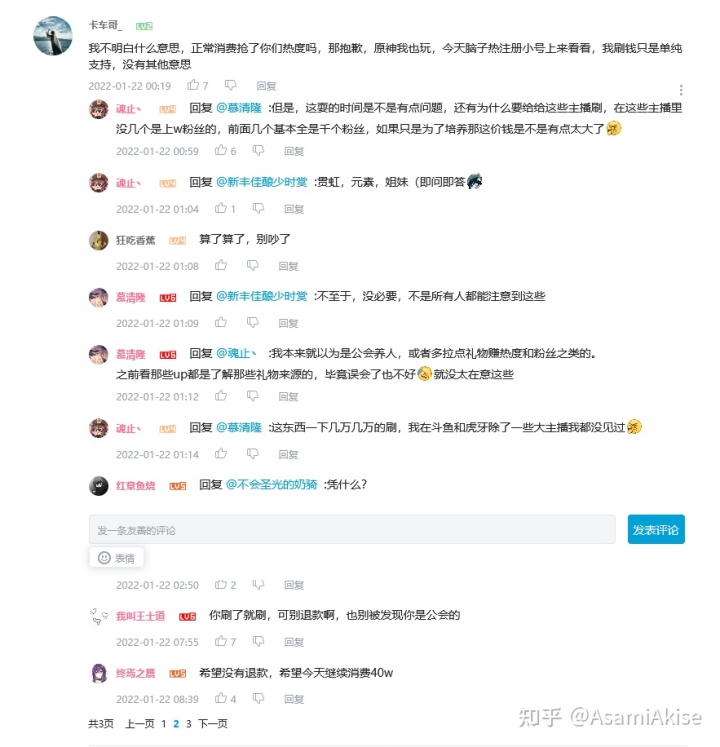 卡车哥_ LV2
我不明白什么意思，正常消费抢了你们热度吗，那抱歉，原神我也玩，今天脑子热注册小号上来看看，我刷钱只是单纯
支持，没有其他意思
2022-01-22 00:19 7 回复
魂止丶 LV4 回复 @慕清隆 :但是，这耍的时间是不是有点问题，还有为什么要给给这些主播刷，在这些主播里
没几个是上w粉丝的，前面几个基本全是千个粉丝，如果只是为了培养那这价钱是不是有点太大了
2022-01-22 00:59 6 回复
魂止丶 LV4 回复 @新丰佳酿少时赏 :贯虹，元素，姐妹（即问即答
2022-01-22 01:04 1 回复
狂吃香蕉 LV4 算了算了，别吵了
2022-01-22 01:08 回复
慕清隆 LV6 回复 @新丰佳酿少时赏 :不至于，没必要，不是所有人都能注意到这些
2022-01-22 01:09 回复
慕清隆 LV6 回复 @魂止丶 :我本来就以为是公会养人，或者多拉点礼物赚热度和粉丝之类的。
之前看那些up都是了解那些礼物来源的，毕竟误会了也不好 就没太在意这些
2022-01-22 01:12 回复
魂止丶 LV4 回复 @慕清隆 :这东西一下几万几万的刷，我在斗鱼和虎牙除了一些大主播我都没见过
2022-01-22 01:14 回复
红章鱼烧 LV5 回复 @不会圣光的奶骑 :凭什么?
发一条友善的评论
发表评论
表情
2022-01-22 02:50 2 回复
我叫王士道 LV6 你刷了就刷，可别退款啊，也别被发现你是公会的
2022-01-22 07:55 7 回复
终焉之蝶 LV5 希望没有退款，希望今天继续消费40w
2022-01-22 08:39 4 回复
共3页 上一页 1 2 3 下一页
知乎 @AsamiAkise